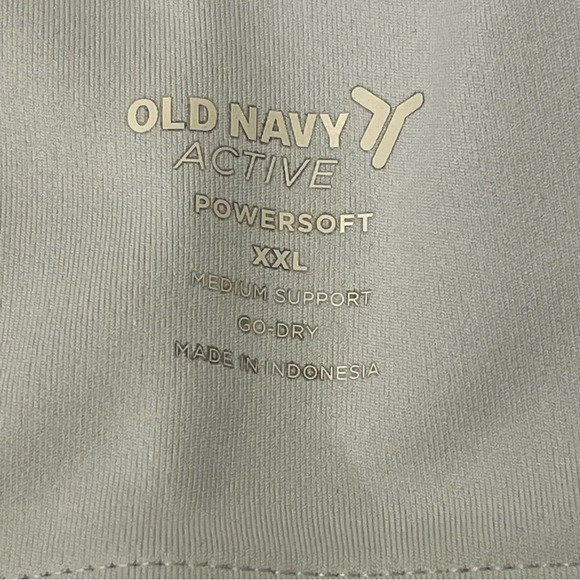 OLD NAVY
ACTIVE
POWERSOFT
XXL
MEDIUM SUPPORT
GO-DRY
MADE IN INDONESIA